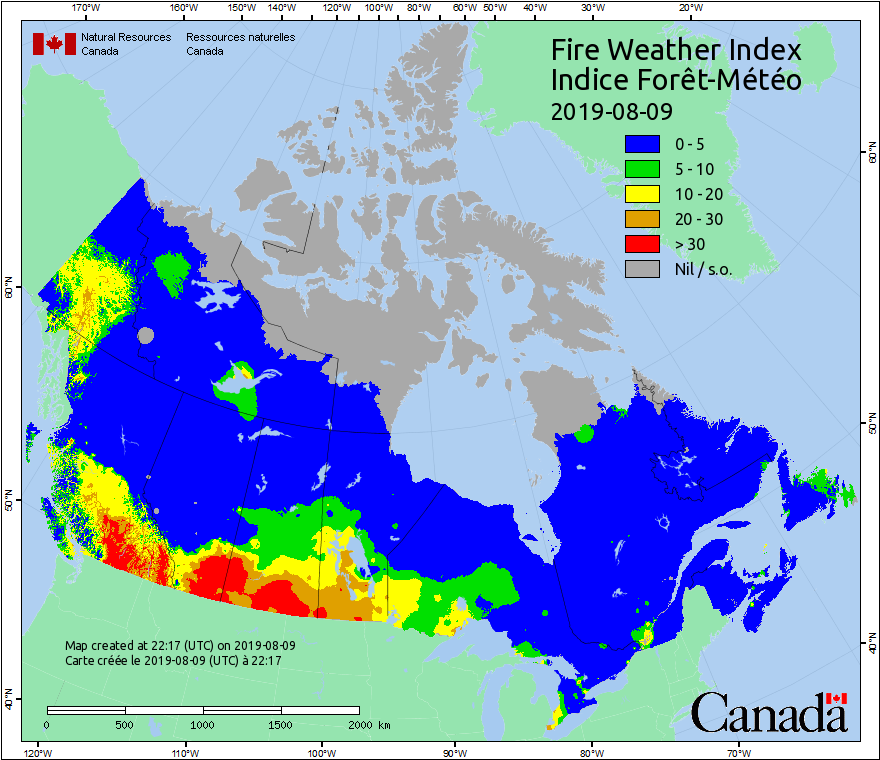 170°W 160°W 150°W 140°W 130°W 120°W 110°W 100°W 90°W 80°W 70°W 60°W 50°W 40°W 30°W 20°W
Natural Resources Ressources naturelles
Canada Canada
Fire Weather Index
Indice Forêt-Météo
2019-08-09
0 - 5
5 - 10
10 - 20
20 - 30
> 30
Nil / s.o.
60°N
60°N
50°N
50°N
40°N
40°N
Map created at 22:17 (UTC) on 2019-08-09
Carte créée le 2019-08-09 (UTC) à 22:17
0 500 1000 1500 2000 km
Canada
120°W 110°W 100°W 90°W 80°W 70°W